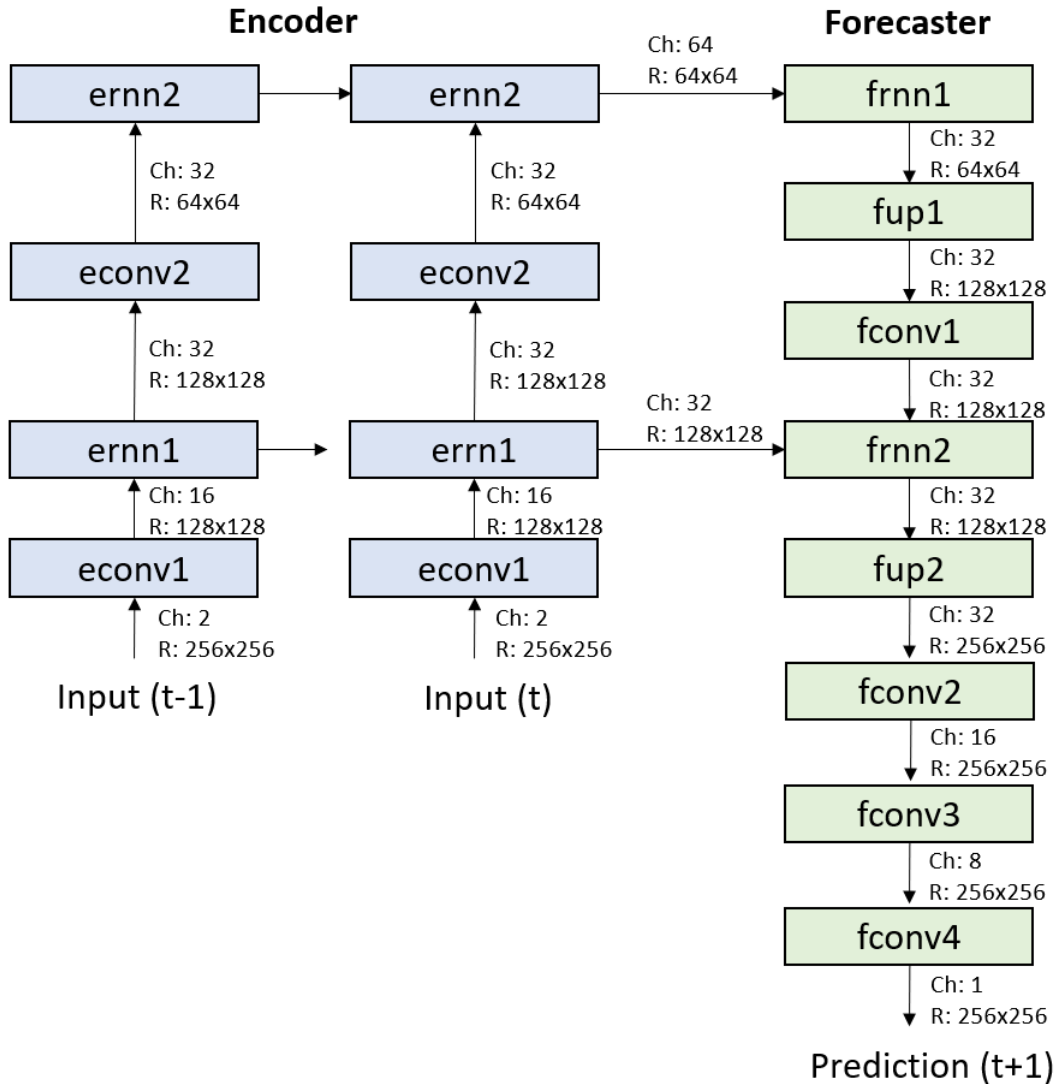 Encoder
Forecaster
ernn2
ernn2
Ch: 64
R: 64x64
frnn1
Ch: 32
R: 64x64
Ch: 32
R: 64x64
Ch: 32
R: 64x64
fup1
econv2
econv2
Ch: 32
R: 128x128
fconv1
Ch: 32
R: 128x128
Ch: 32
R: 128x128
Ch: 32
R: 128x128
Ch: 32
R: 128x128
ernn1
errn1
frnn2
Ch: 16
R: 128x128
Ch: 16
R: 128x128
Ch: 32
R: 128x128
econv1
econv1
fup2
Ch: 2
R: 256x256
Ch: 2
R: 256x256
Ch: 32
R: 256x256
Input (t-1)
Input (t)
fconv2
Ch: 16
R: 256x256
fconv3
Ch: 8
R: 256x256
fconv4
Ch: 1
R: 256x256
Prediction (t+1)